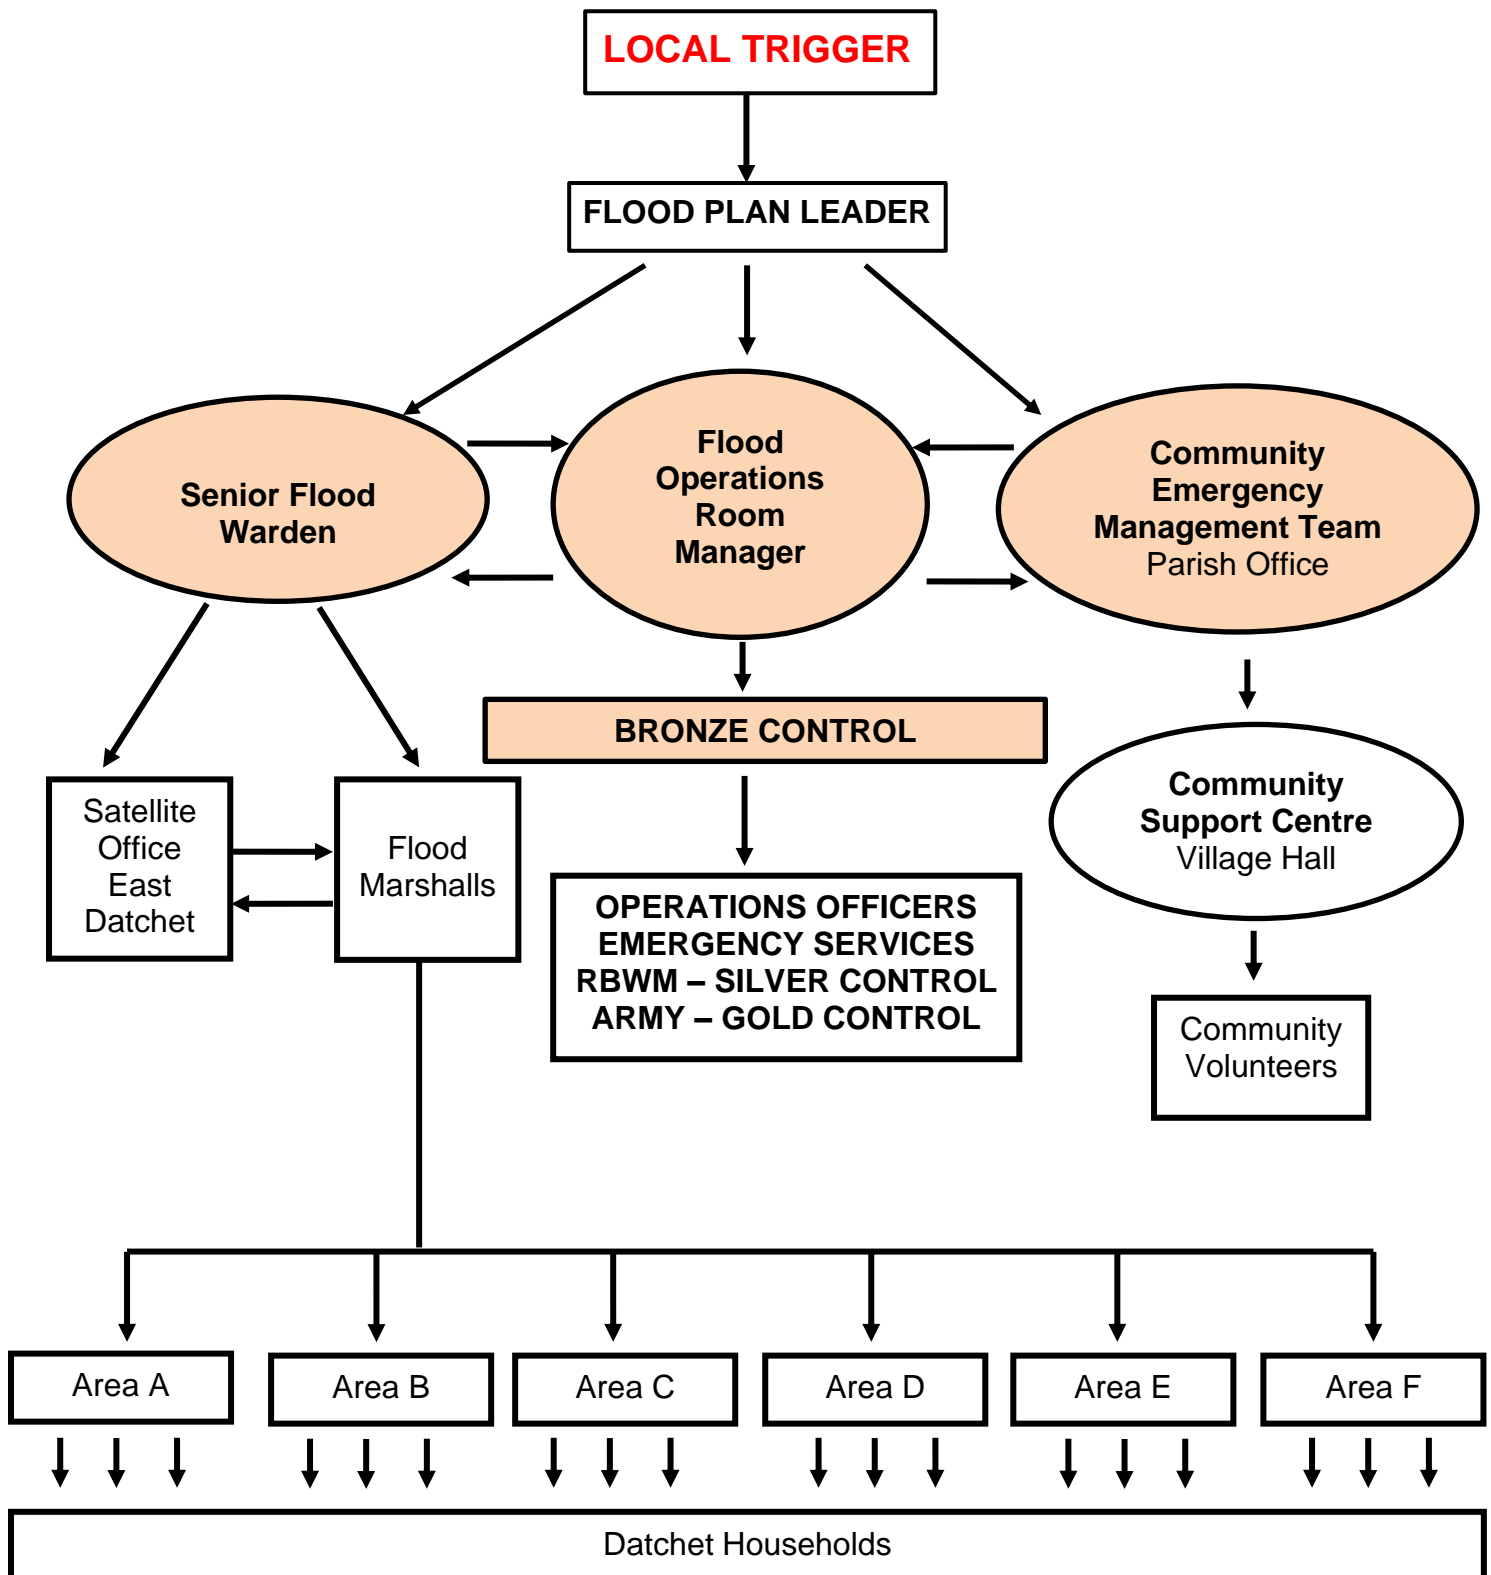 LOCAL TRIGGER
FLOOD PLAN LEADER
Senior Flood
Warden
Flood
Operations
Room
Manager
Community
Emergency
Management Team
Parish Office
BRONZE CONTROL
Satellite
Office
East
Datchet
Flood
Marshalls
OPERATIONS OFFICERS
EMERGENCY SERVICES
RBWM – SILVER CONTROL
ARMY – GOLD CONTROL
Community
Support Centre
Village Hall
Community
Volunteers
Area A
Area B
Area C
Area D
Area E
Area F
Datchet Households